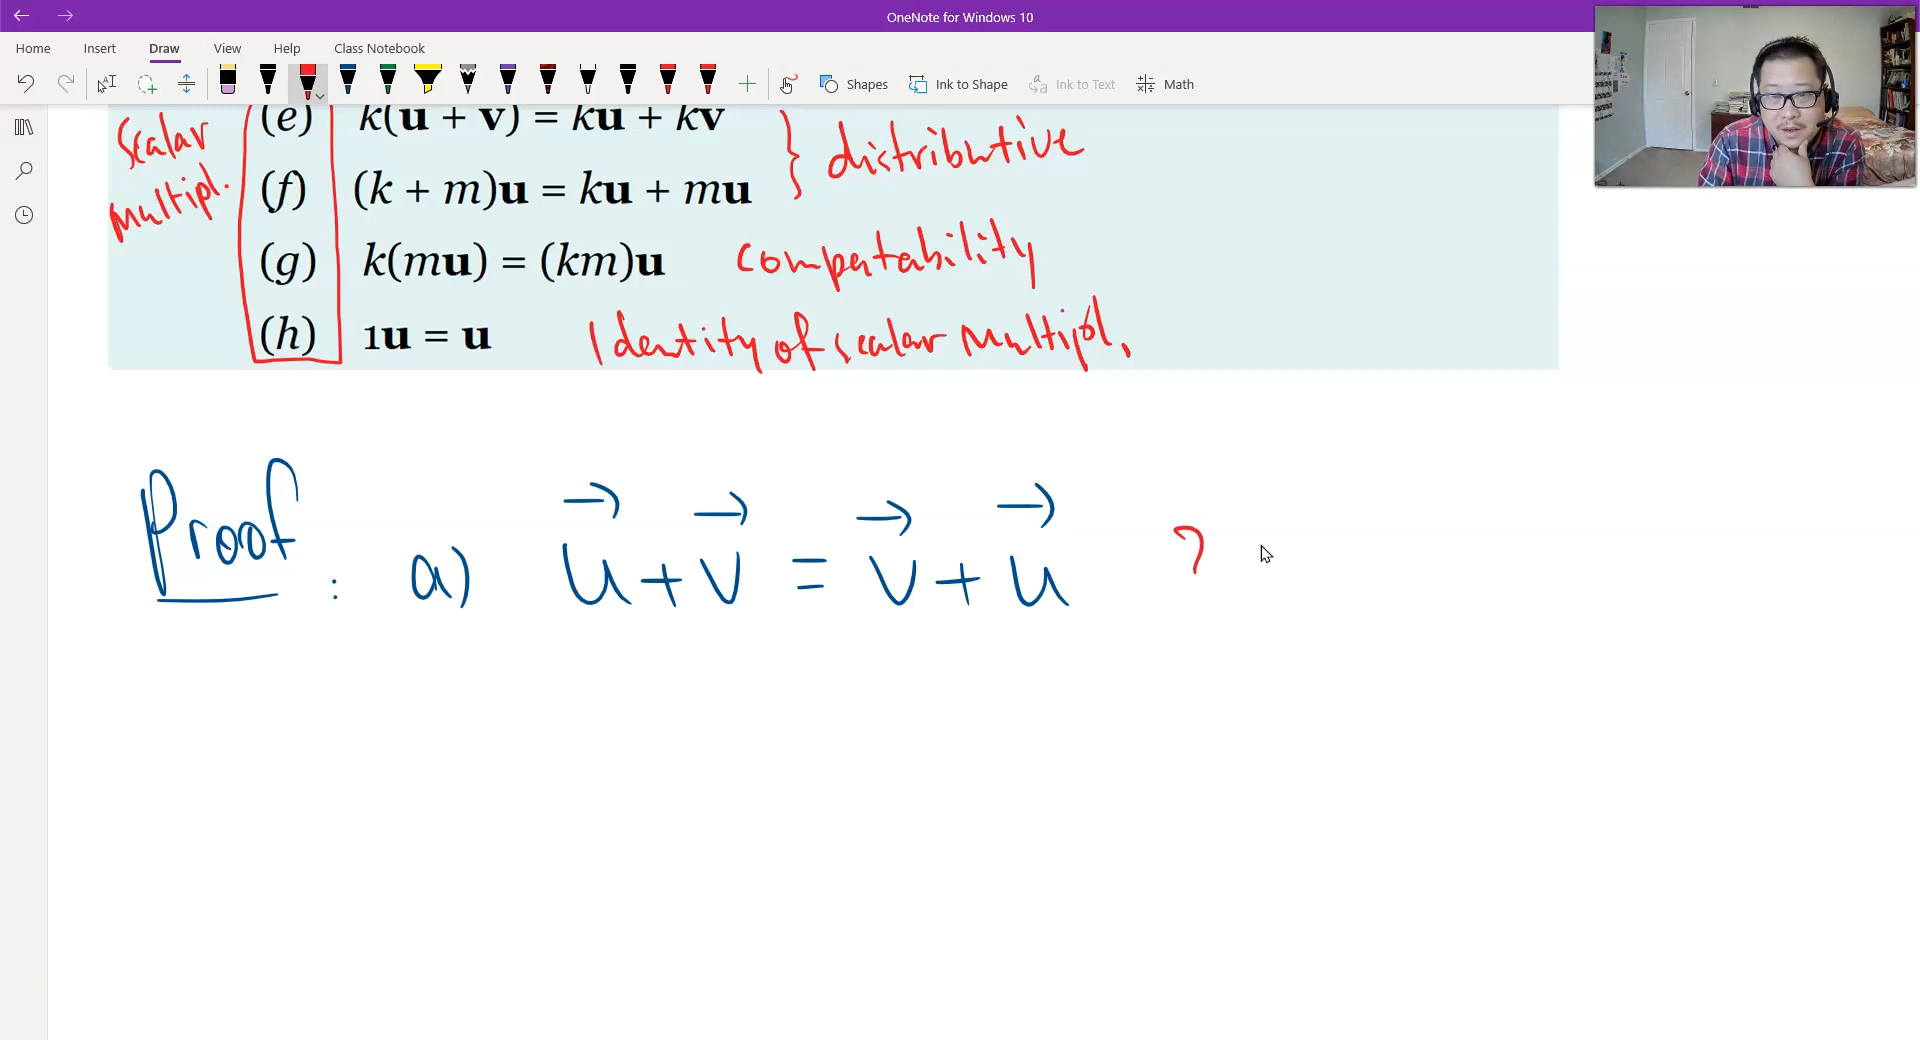 OneNote for Windows 10
Home Insert Draw View Help Class Notebook
Shapes Ink to Shape Ink to Text Math
Scalar multipl.
(e) k(u + v) = ku + kv
(f) (k + m)u = ku + mu
} distributive
(g) k(mu) = (km)u compatability
(h) 1u = u Identity of scalar multipl.
Proof : a) u⃗ + v⃗ = v⃗ + u⃗ ?